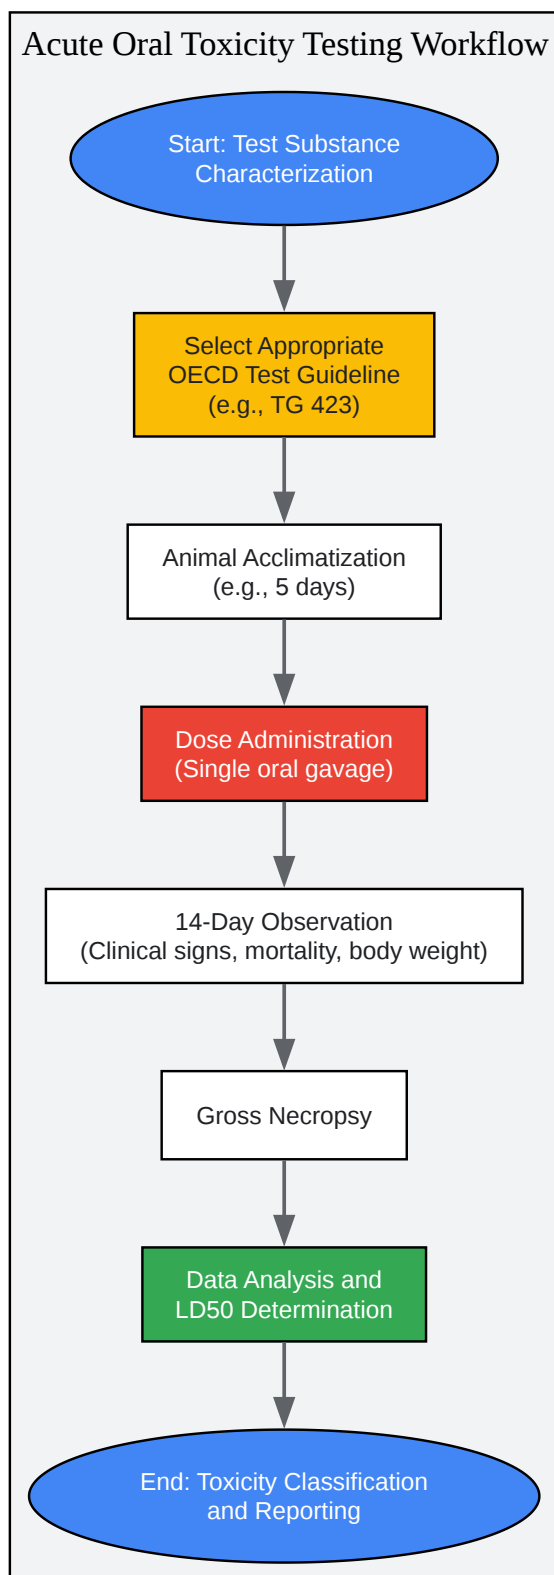 Acute Oral Toxicity Testing Workflow
Start: Test Substance
Characterization
Select Appropriate
OECD Test Guideline
(e.g., TG 423)
Animal Acclimatization
(e.g., 5 days)
Dose Administration
(Single oral gavage)
14-Day Observation
(Clinical signs, mortality, body weight)
Gross Necropsy
Data Analysis and
LD50 Determination
End: Toxicity Classification
and Reporting